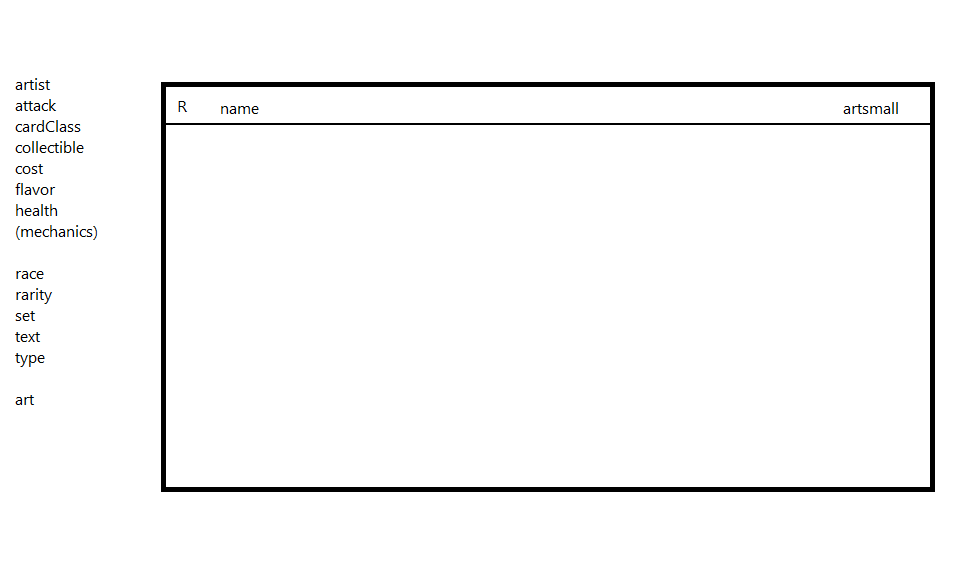 artist
attack
cardClass
collectible
cost
flavor
health
(mechanics)
race
rarity
set
text
type
art
R name artsmall